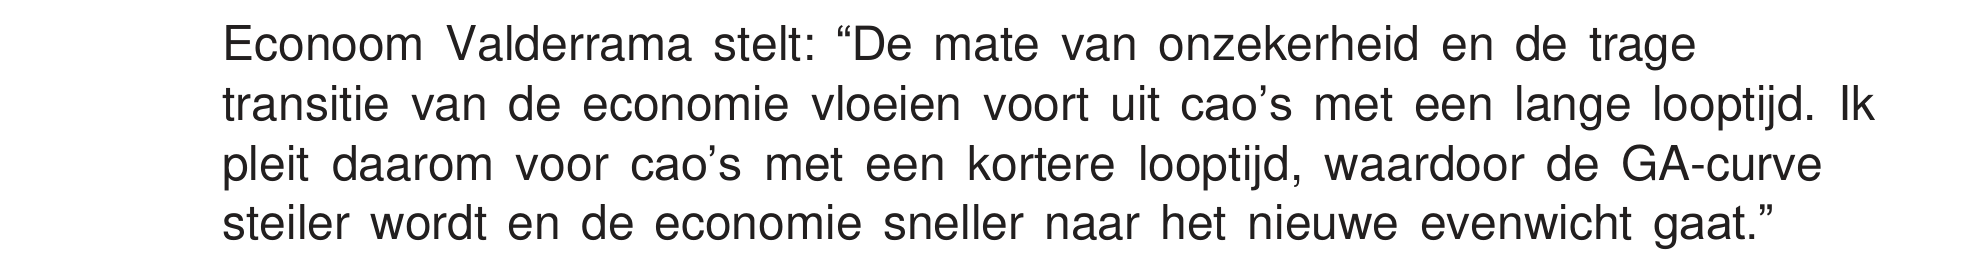 Econoom Valderrama stelt: “De mate van onzekerheid en de trage
transitie van de economie vloeien voort uit cao’s met een lange looptijd. Ik
pleit daarom voor cao’s met een kortere looptijd, waardoor de GA-curve
steiler wordt en de economie sneller naar het nieuwe evenwicht gaat.”